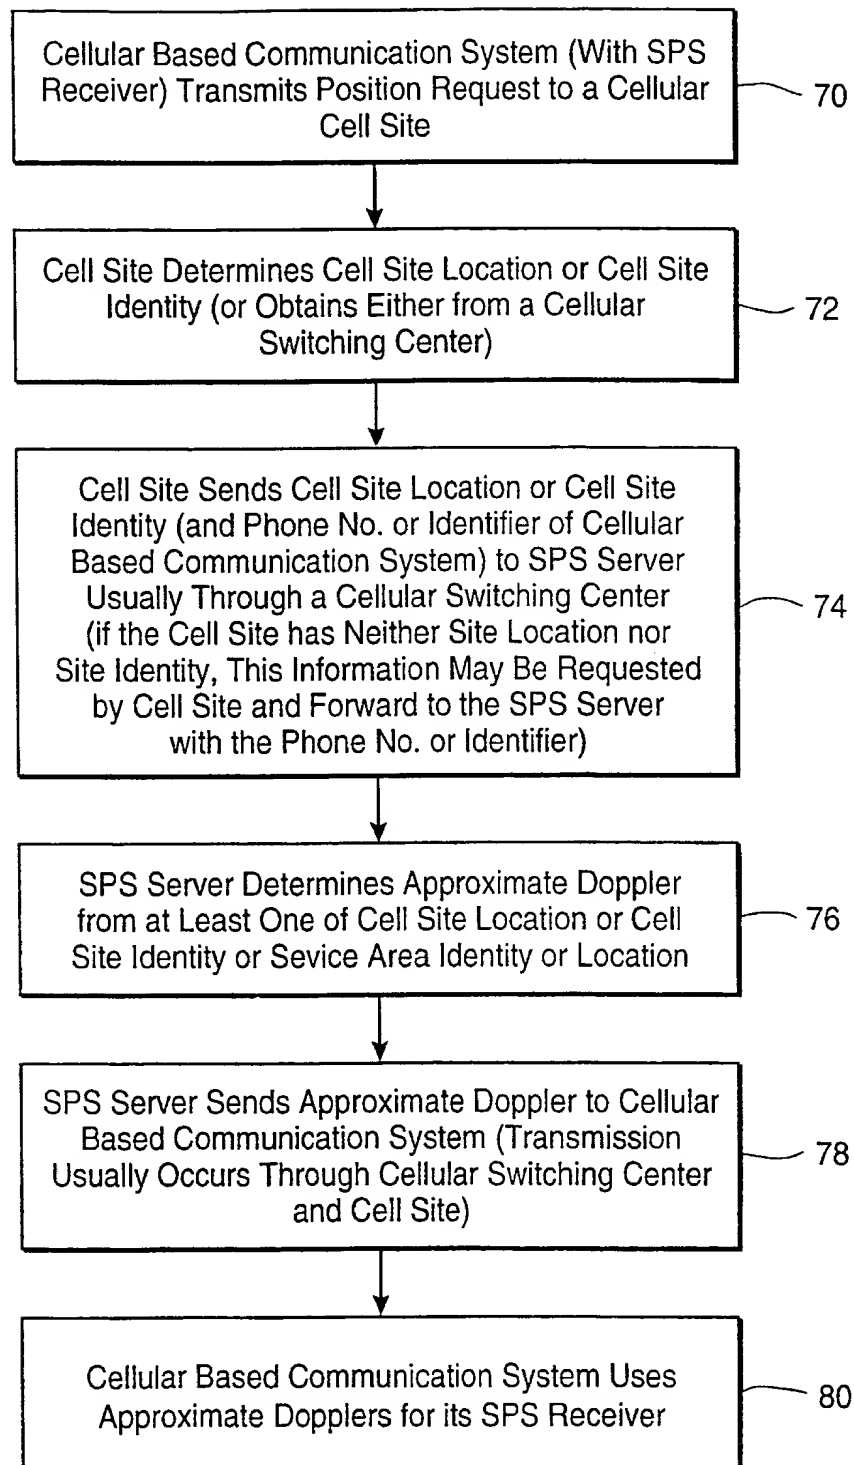 Cellular Based Communication System (With SPS
Receiver) Transmits Position Request to a Cellular
Cell Site
70
Cell Site Determines Cell Site Location or Cell Site
Identity (or Obtains Either from a Cellular
Switching Center)
72
Cell Site Sends Cell Site Location or Cell Site
Identity (and Phone No. or Identifier of Cellular
Based Communication System) to SPS Server
Usually Through a Cellular Switching Center
(if the Cell Site has Neither Site Location nor
Site Identity, This Information May Be Requested
by Cell Site and Forward to the SPS Server
with the Phone No. or Identifier)
74
SPS Server Determines Approximate Doppler
from at Least One of Cell Site Location or Cell
Site Identity or Sevice Area Identity or Location
76
SPS Server Sends Approximate Doppler to Cellular
Based Communication System (Transmission
Usually Occurs Through Cellular Switching Center
and Cell Site)
78
Cellular Based Communication System Uses
Approximate Dopplers for its SPS Receiver
80